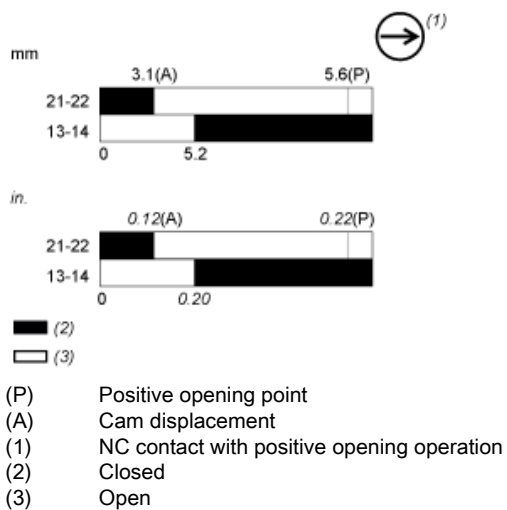 (1)
mm
3.1(A) 5.6(P)
21-22
13-14
0 5.2
in.
0.12(A) 0.22(P)
21-22
13-14
0 0.20
(2)
(3)
(P) Positive opening point
(A) Cam displacement
(1) NC contact with positive opening operation
(2) Closed
(3) Open